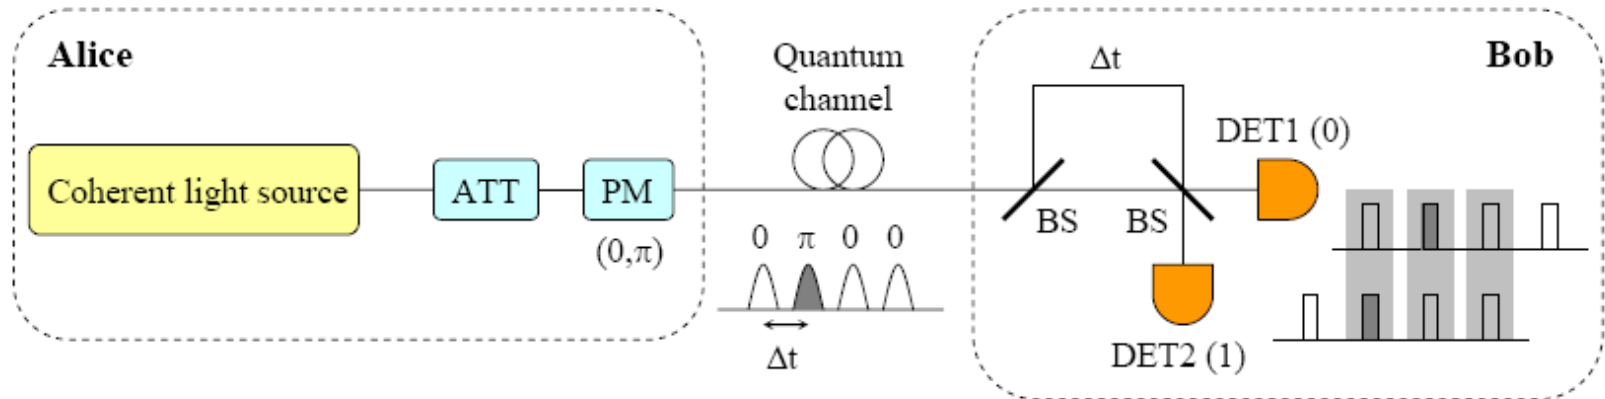 Alice
Coherent light source
ATT
PM
(0,π)
Quantum
channel
0 π 0 0
Δt
Bob
Δt
BS
BS
DET1 (0)
DET2 (1)